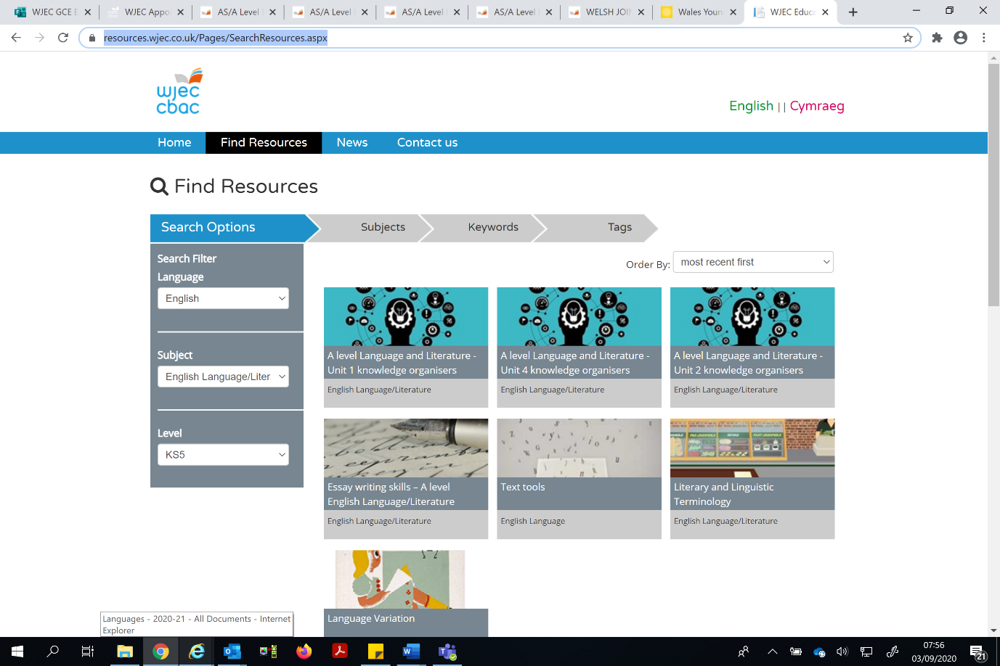 WJEC GCE E
WJEC Appo
AS/A Level
AS/A Level
AS/A Level
AS/A Level
WELSH JOI
Wales Youn
WJEC Educa
resources.wjec.co.uk/Pages/SearchResources.aspx
wjec
cbac
English || Cymraeg
Home
Find Resources
News
Contact us
Find Resources
Search Options
Subjects
Keywords
Tags
Search Filter
Language
English
Subject
English Language/Liter
Level
KS5
Order By: most recent first
A level Language and Literature -
Unit 1 knowledge organisers
English Language/Literature
A level Language and Literature -
Unit 4 knowledge organisers
English Language/Literature
A level Language and Literature -
Unit 2 knowledge organisers
English Language/Literature
Essay writing skills – A level
English Language/Literature
English Language/Literature
Text tools
English Language
Literary and Linguistic
Terminology
English Language/Literature
Language Variation
Languages - 2020-21 - All Documents - Internet
Explorer
07:56
03/09/2020
21